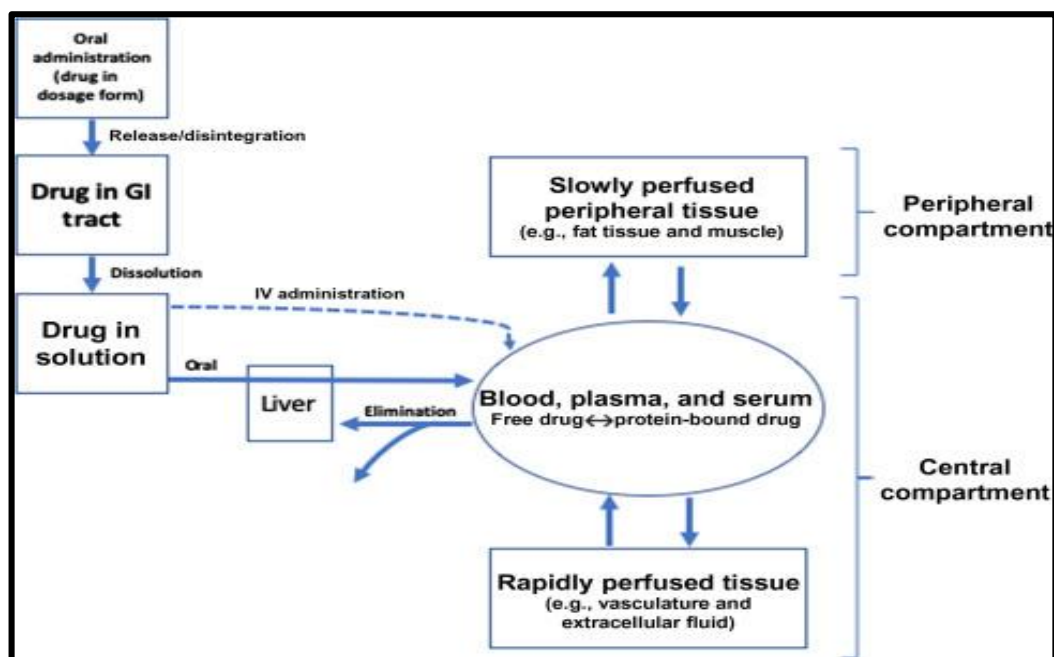 Oral
administration
(drug in
dosage form)
Release/disintegration
Drug in GI
tract
Dissolution
Drug in
solution
IV administration
Oral
Liver
Elimination
Slowly perfused
peripheral tissue
(e.g., fat tissue and muscle)
Peripheral
compartment
Blood, plasma, and serum
Free drug↔protein-bound drug
Central
compartment
Rapidly perfused tissue
(e.g., vasculature and
extracellular fluid)